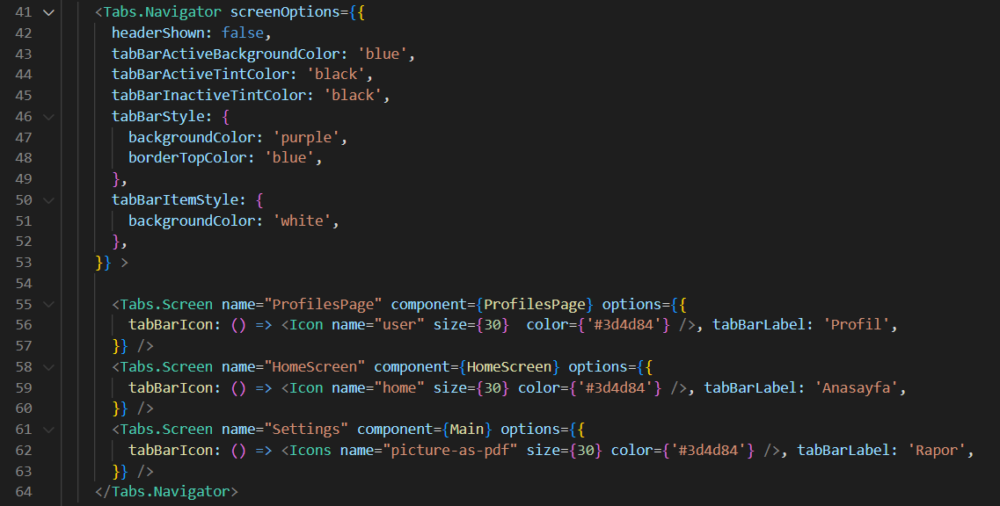 41 <Tabs.Navigator screenOptions={{
42 headerShown: false,
43 tabBarActiveBackgroundColor: 'blue',
44 tabBarActiveTintColor: 'black',
45 tabBarInactiveTintColor: 'black',
46 tabBarStyle: {
47 backgroundColor: 'purple',
48 borderTopColor: 'blue',
49 },
50 tabBarItemStyle: {
51 backgroundColor: 'white',
52 },
53 }} >
54
55 <Tabs.Screen name="ProfilesPage" component={ProfilesPage} options={{
56 tabBarIcon: () => <Icon name="user" size={30}  color={'#3d4d84'} />, tabBarLabel: 'Profil',
57 }} />
58 <Tabs.Screen name="HomeScreen" component={HomeScreen} options={{
59 tabBarIcon: () => <Icon name="home" size={30} color={'#3d4d84'} />, tabBarLabel: 'Anasayfa',
60 }} />
61 <Tabs.Screen name="Settings" component={Main} options={{
62 tabBarIcon: () => <Icons name="picture-as-pdf" size={30} color={'#3d4d84'} />, tabBarLabel: 'Rapor',
63 }} />
64 </Tabs.Navigator>